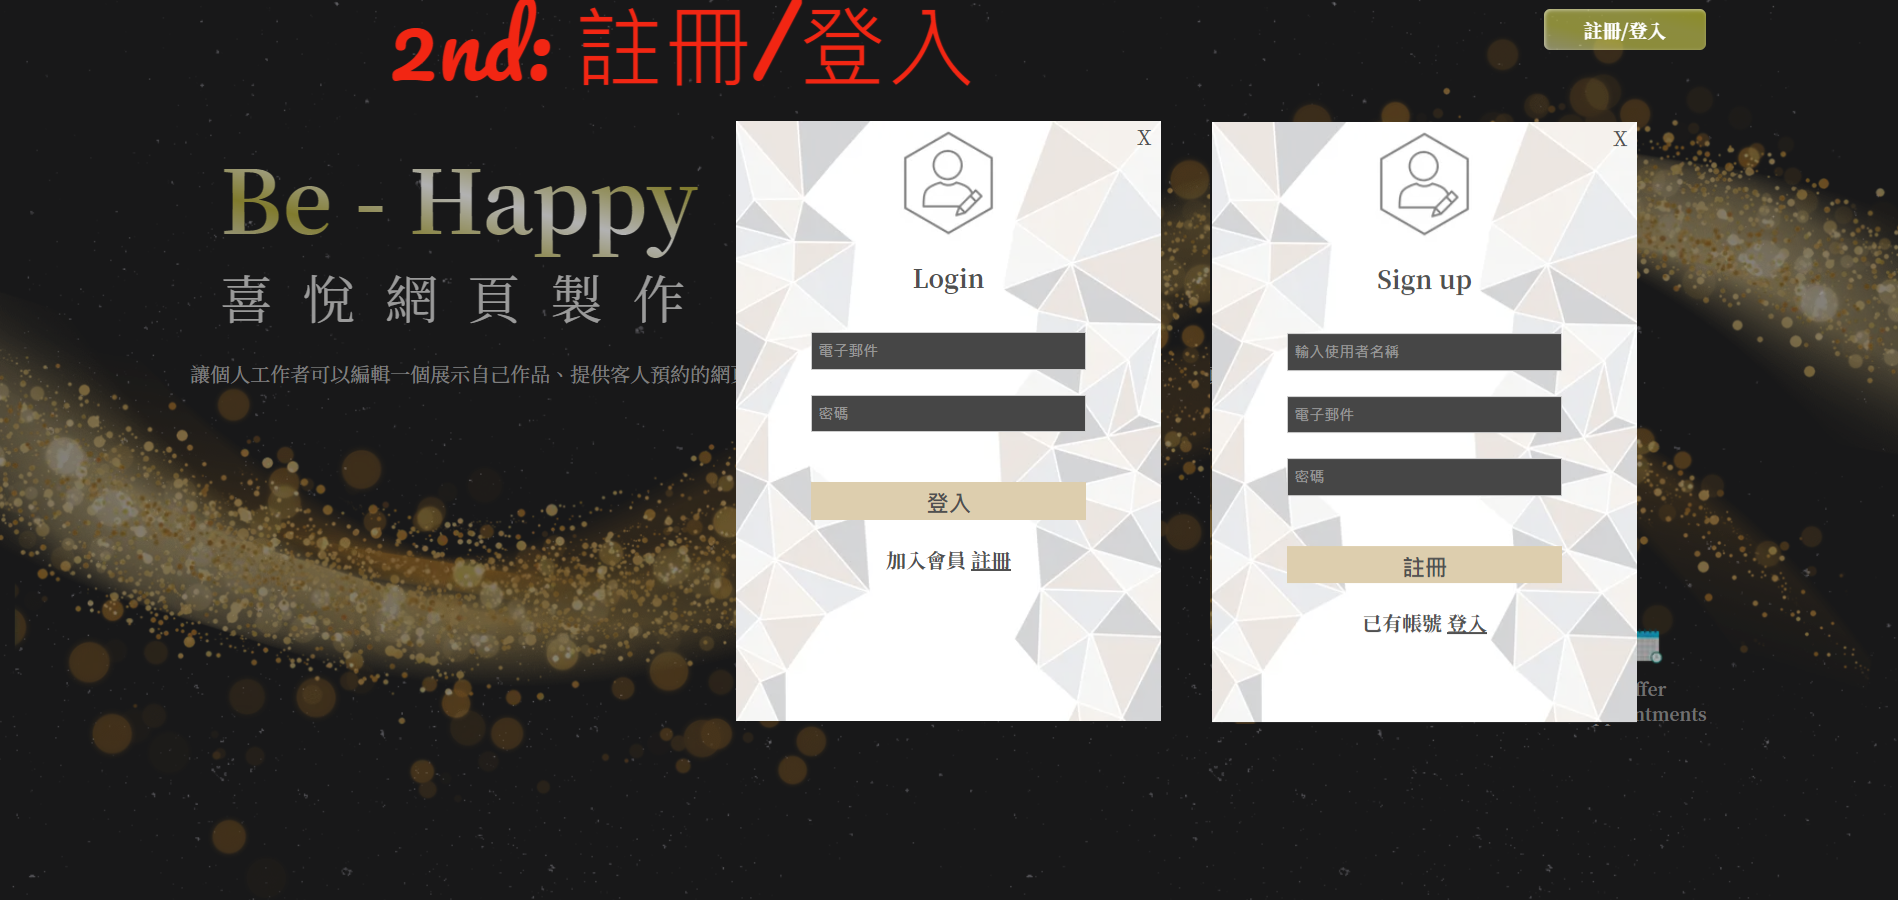 2nd: 註冊/登入
註冊/登入
Be - Happy
喜悅網頁製作
讓個人工作者可以編輯一個展示自己作品、提供客人預約的網
X
Login
電子郵件
密碼
登入
加入會員 註冊
X
Sign up
輸入使用者名稱
電子郵件
密碼
註冊
已有帳號 登入